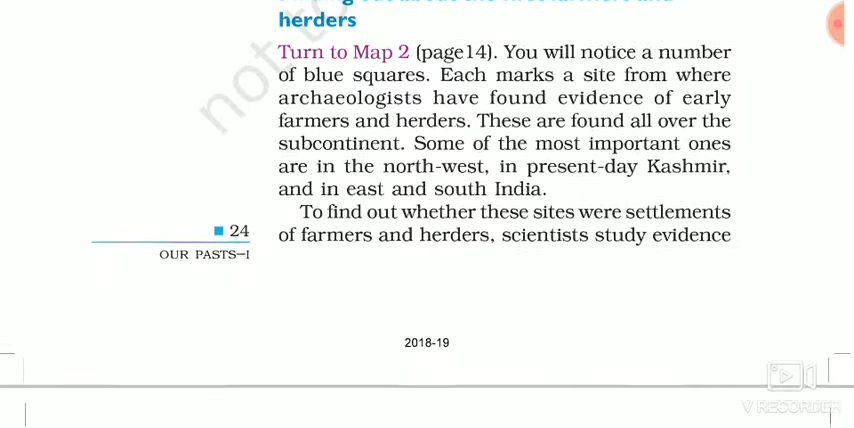 herders
Turn to Map 2 (page14). You will notice a number
of blue squares. Each marks a site from where
archaeologists have found evidence of early
farmers and herders. These are found all over the
subcontinent. Some of the most important ones
are in the north-west, in present-day Kashmir,
and in east and south India.
To find out whether these sites were settlements
of farmers and herders, scientists study evidence
24
OUR PASTS–I
2018-19
not to
V RECORDER